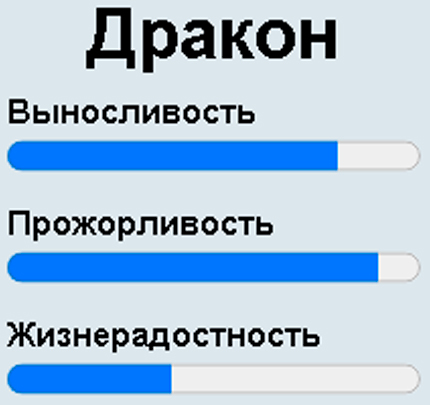 Дракон
Выносливость
Прожорливость
Жизнерадостность